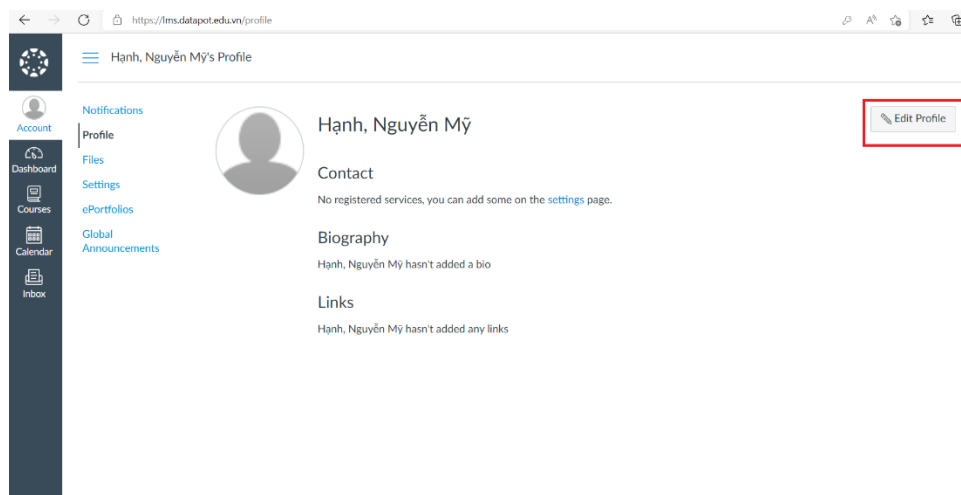 https://lms.datapot.edu.vn/profile
Hạnh, Nguyễn Mỹ's Profile
Account
Dashboard
Courses
Calendar
Inbox
Notifications
Profile
Files
Settings
ePortfolios
Global
Announcements
Hạnh, Nguyễn Mỹ
Edit Profile
Contact
No registered services, you can add some on the settings page.
Biography
Hạnh, Nguyễn Mỹ hasn't added a bio
Links
Hạnh, Nguyễn Mỹ hasn't added any links